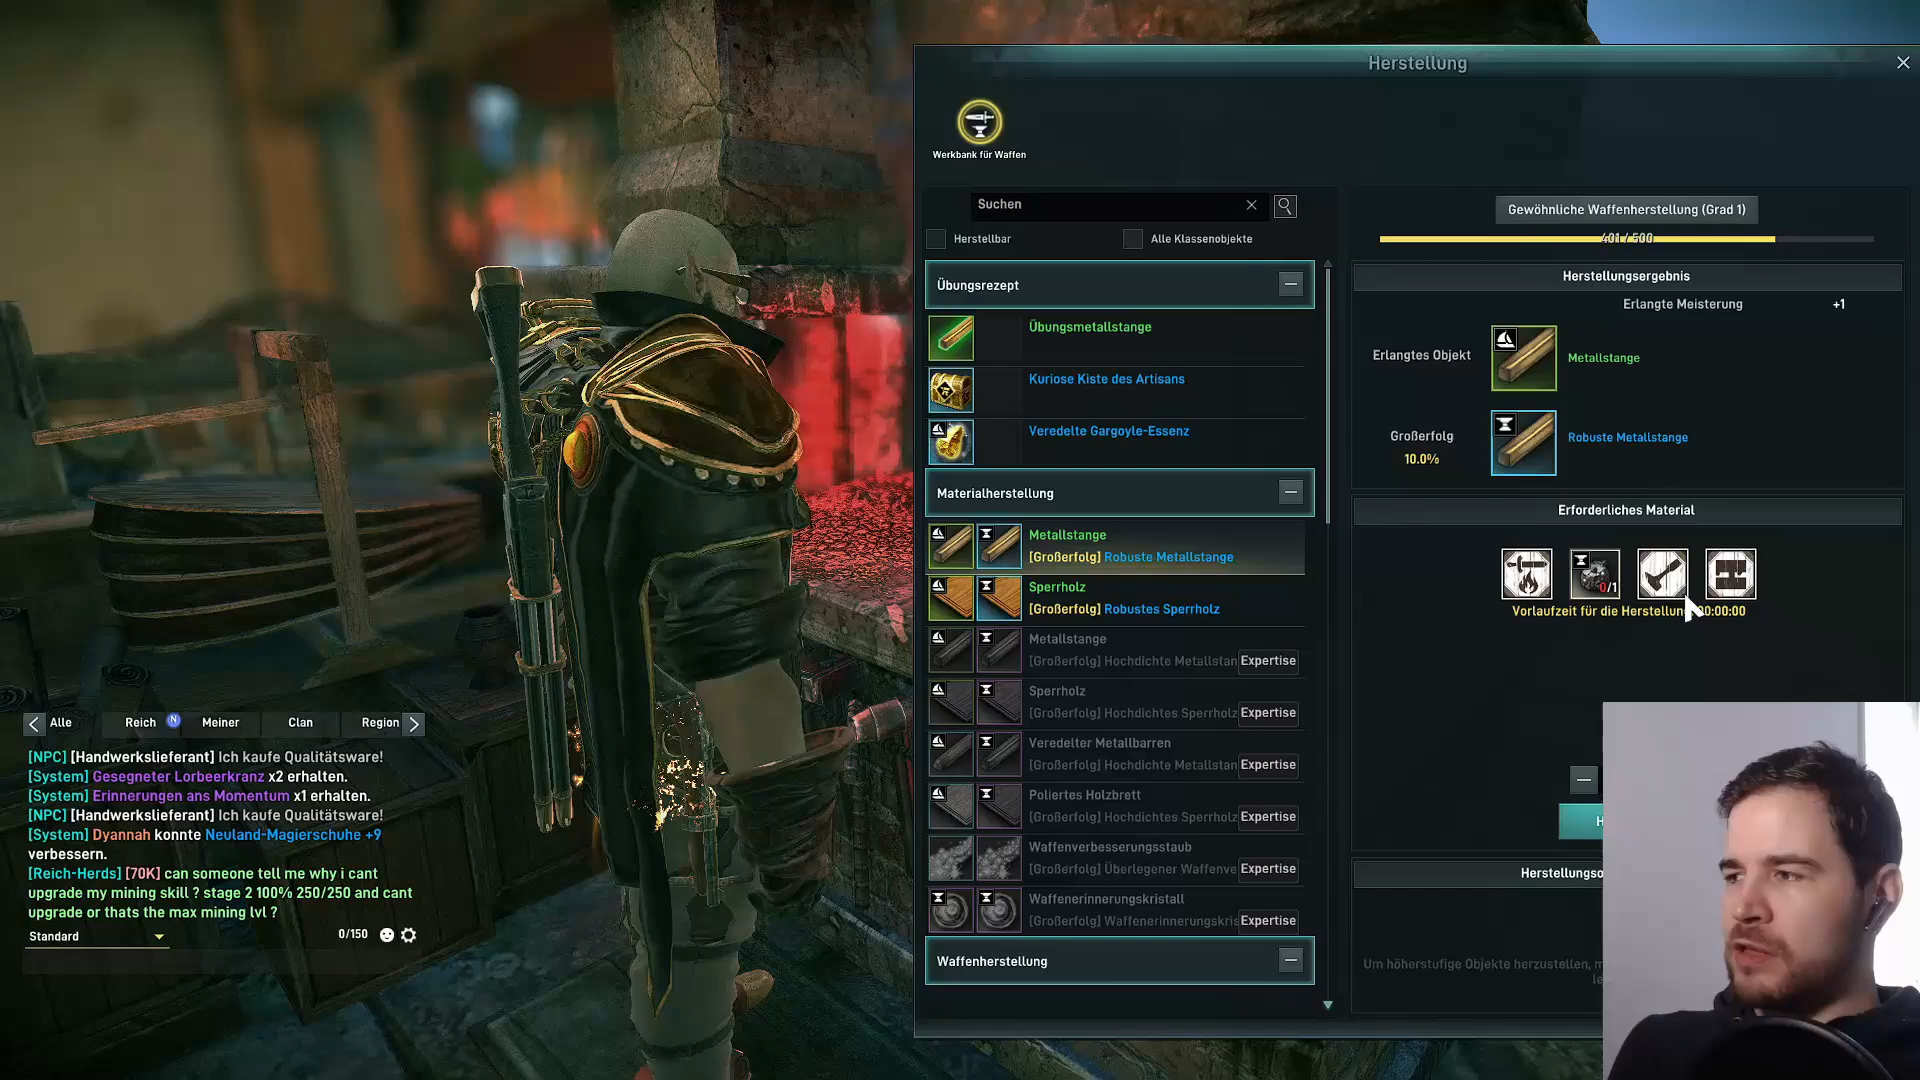 Herstellung
Werkbank für Waffen
Suchen
Herstellbar
Alle Klassenobjekte
Übungsrezept
Übungsmetallstange
Kuriose Kiste des Artisans
Veredelte Gargoyle-Essenz
Materialherstellung
Metallstange
[Großerfolg] Robuste Metallstange
Sperrholz
[Großerfolg] Robustes Sperrholz
Metallstange
[Großerfolg] Hochdichte Metallstan
Expertise
Sperrholz
[Großerfolg] Hochdichtes Sperrholz
Expertise
Veredelter Metallbarren
[Großerfolg] Hochdichte Metallstan
Expertise
Poliertes Holzbrett
[Großerfolg] Hochdichtes Sperrholz
Expertise
Waffenverbesserungsstaub
[Großerfolg] Überlegener Waffenve
Expertise
Waffenerinnerungskristall
[Großerfolg] Waffenerinnerungskris
Expertise
Waffenherstellung
Gewöhnliche Waffenherstellung (Grad 1)
401 / 500
Herstellungsergebnis
Erlangte Meisterung +1
Erlangtes Objekt
Metallstange
Großerfolg
10.0%
Robuste Metallstange
Erforderliches Material
0/1
Vorlaufzeit für die Herstellung 00:00:00
H
Herstellungso
Um höherstufige Objekte herzustellen, m
le
Alle
Reich
N
Meiner
Clan
Region
[NPC] [Handwerkslieferant] Ich kaufe Qualitätsware!
[System] Gesegneter Lorbeerkranz x2 erhalten.
[System] Erinnerungen ans Momentum x1 erhalten.
[NPC] [Handwerkslieferant] Ich kaufe Qualitätsware!
[System] Dyannah konnte Neuland-Magierschuhe +9
verbessern.
[Reich-Herds] [70K] can someone tell me why i cant
upgrade my mining skill ? stage 2 100% 250/250 and cant
upgrade or thats the max mining lvl ?
Standard
0/150